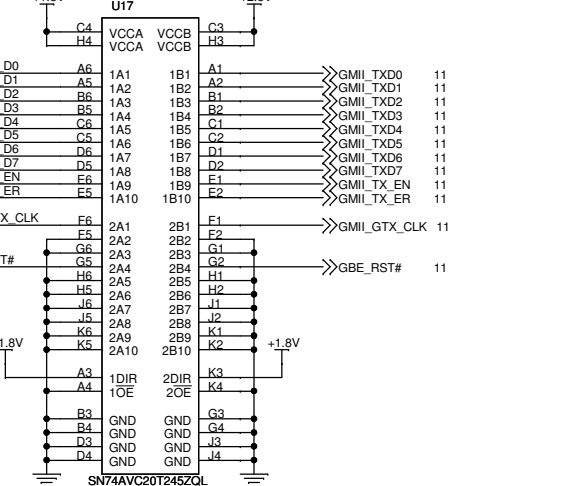 U17
C4 VCCA VCCB C3
H4 VCCA VCCB H3
D0 A6 1A1 1B1 A1 GMII_TXD0 11
D1 A5 1A2 1B2 A2 GMII_TXD1 11
D2 B6 1A3 1B3 B1 GMII_TXD2 11
D3 B5 1A4 1B4 B2 GMII_TXD3 11
D4 C6 1A5 1B5 C1 GMII_TXD4 11
D5 C5 1A6 1B6 C2 GMII_TXD5 11
D6 D6 1A7 1B7 D1 GMII_TXD6 11
D7 D5 1A8 1B8 D2 GMII_TXD7 11
EN E6 1A9 1B9 E1 GMII_TX_EN 11
ER E5 1A10 1B10 E2 GMII_TX_ER 11
X_CLK F6 2A1 2B1 F1 GMII_GTX_CLK 11
F5 2A2 2B2 F2
G6 2A3 2B3 G1
T# G5 2A4 2B4 G2 GBE_RST# 11
H6 2A5 2B5 H1
H5 2A6 2B6 H2
J6 2A7 2B7 J1
J5 2A8 2B8 J2
K6 2A9 2B9 K1
1.8V K5 2A10 2B10 K2 +1.8V
A3 1DIR 2DIR K3
A4 1OE 2OE K4
B3 GND GND G3
B4 GND GND G4
D3 GND GND J3
D4 GND GND J4
SN74AVC20T245ZQL